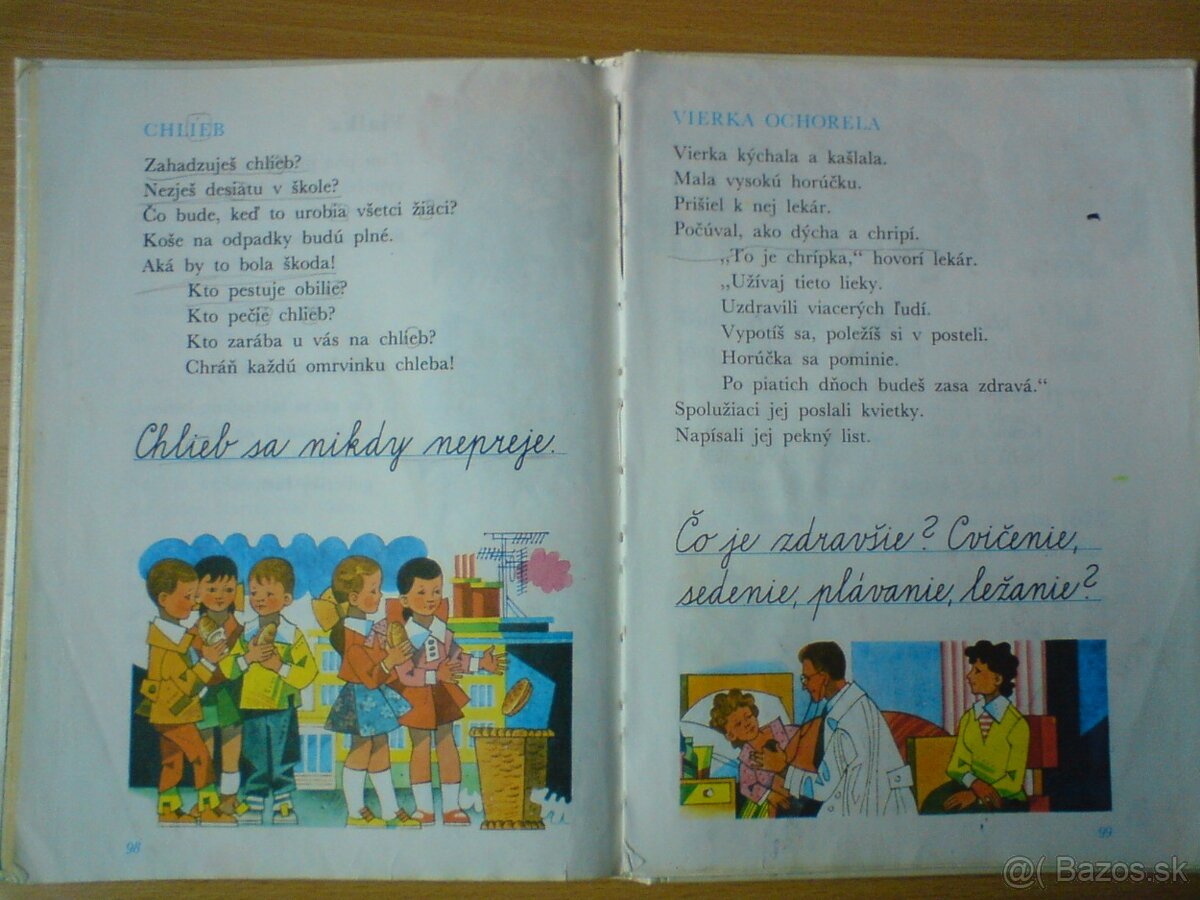 CHLIEB
Zahadzuješ chlieb?
Nezješ desiatu v škole?
Čo bude, keď to urobia všetci žiaci?
Koše na odpadky budú plné.
Aká by to bola škoda!
Kto pestuje obilie?
Kto pečie chlieb?
Kto zarába u vás na chlieb?
Chráň každú omrvinku chleba!
Chlieb sa nikdy nepreje.
98
VIERKA OCHORELA
Vierka kýchala a kašlala.
Mala vysokú horúčku.
Prišiel k nej lekár.
Počúval, ako dýcha a chripí.
„To je chrípka,“ hovorí lekár.
„Užívaj tieto lieky.
Uzdravili viacerých ľudí.
Vypotíš sa, poležíš si v posteli.
Horúčka sa pominie.
Po piatich dňoch budeš zasa zdravá.“
Spolužiaci jej poslali kvietky.
Napísali jej pekný list.
Čo je zdravšie? Cvičenie,
sedenie, plávanie, ležanie?
99
@( Bazos.sk